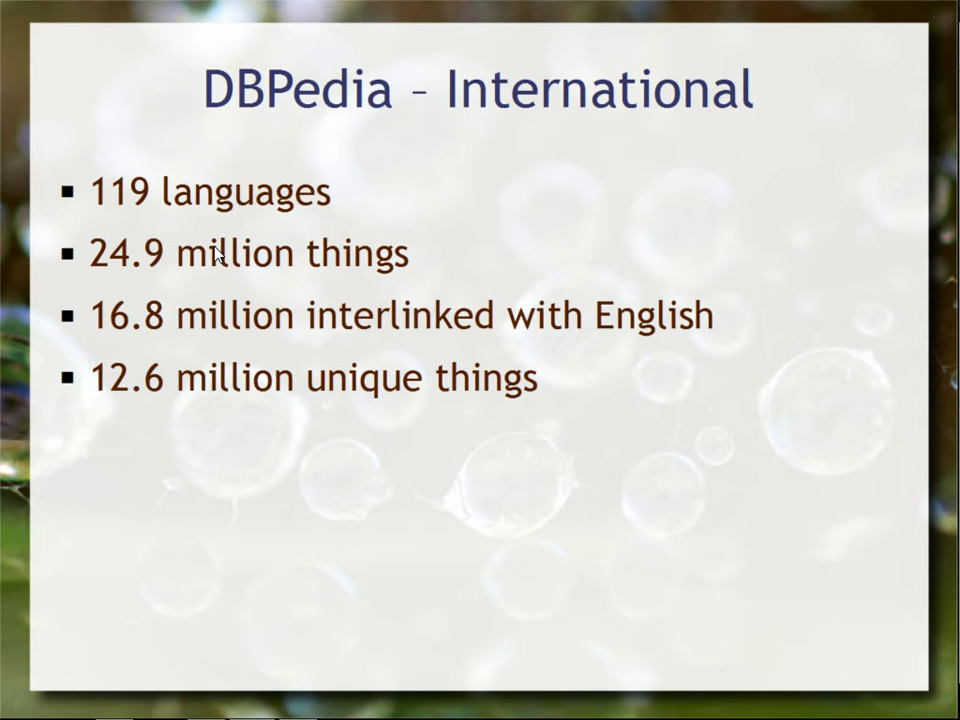 DBPedia – International
▪ 119 languages
▪ 24.9 million things
▪ 16.8 million interlinked with English
▪ 12.6 million unique things